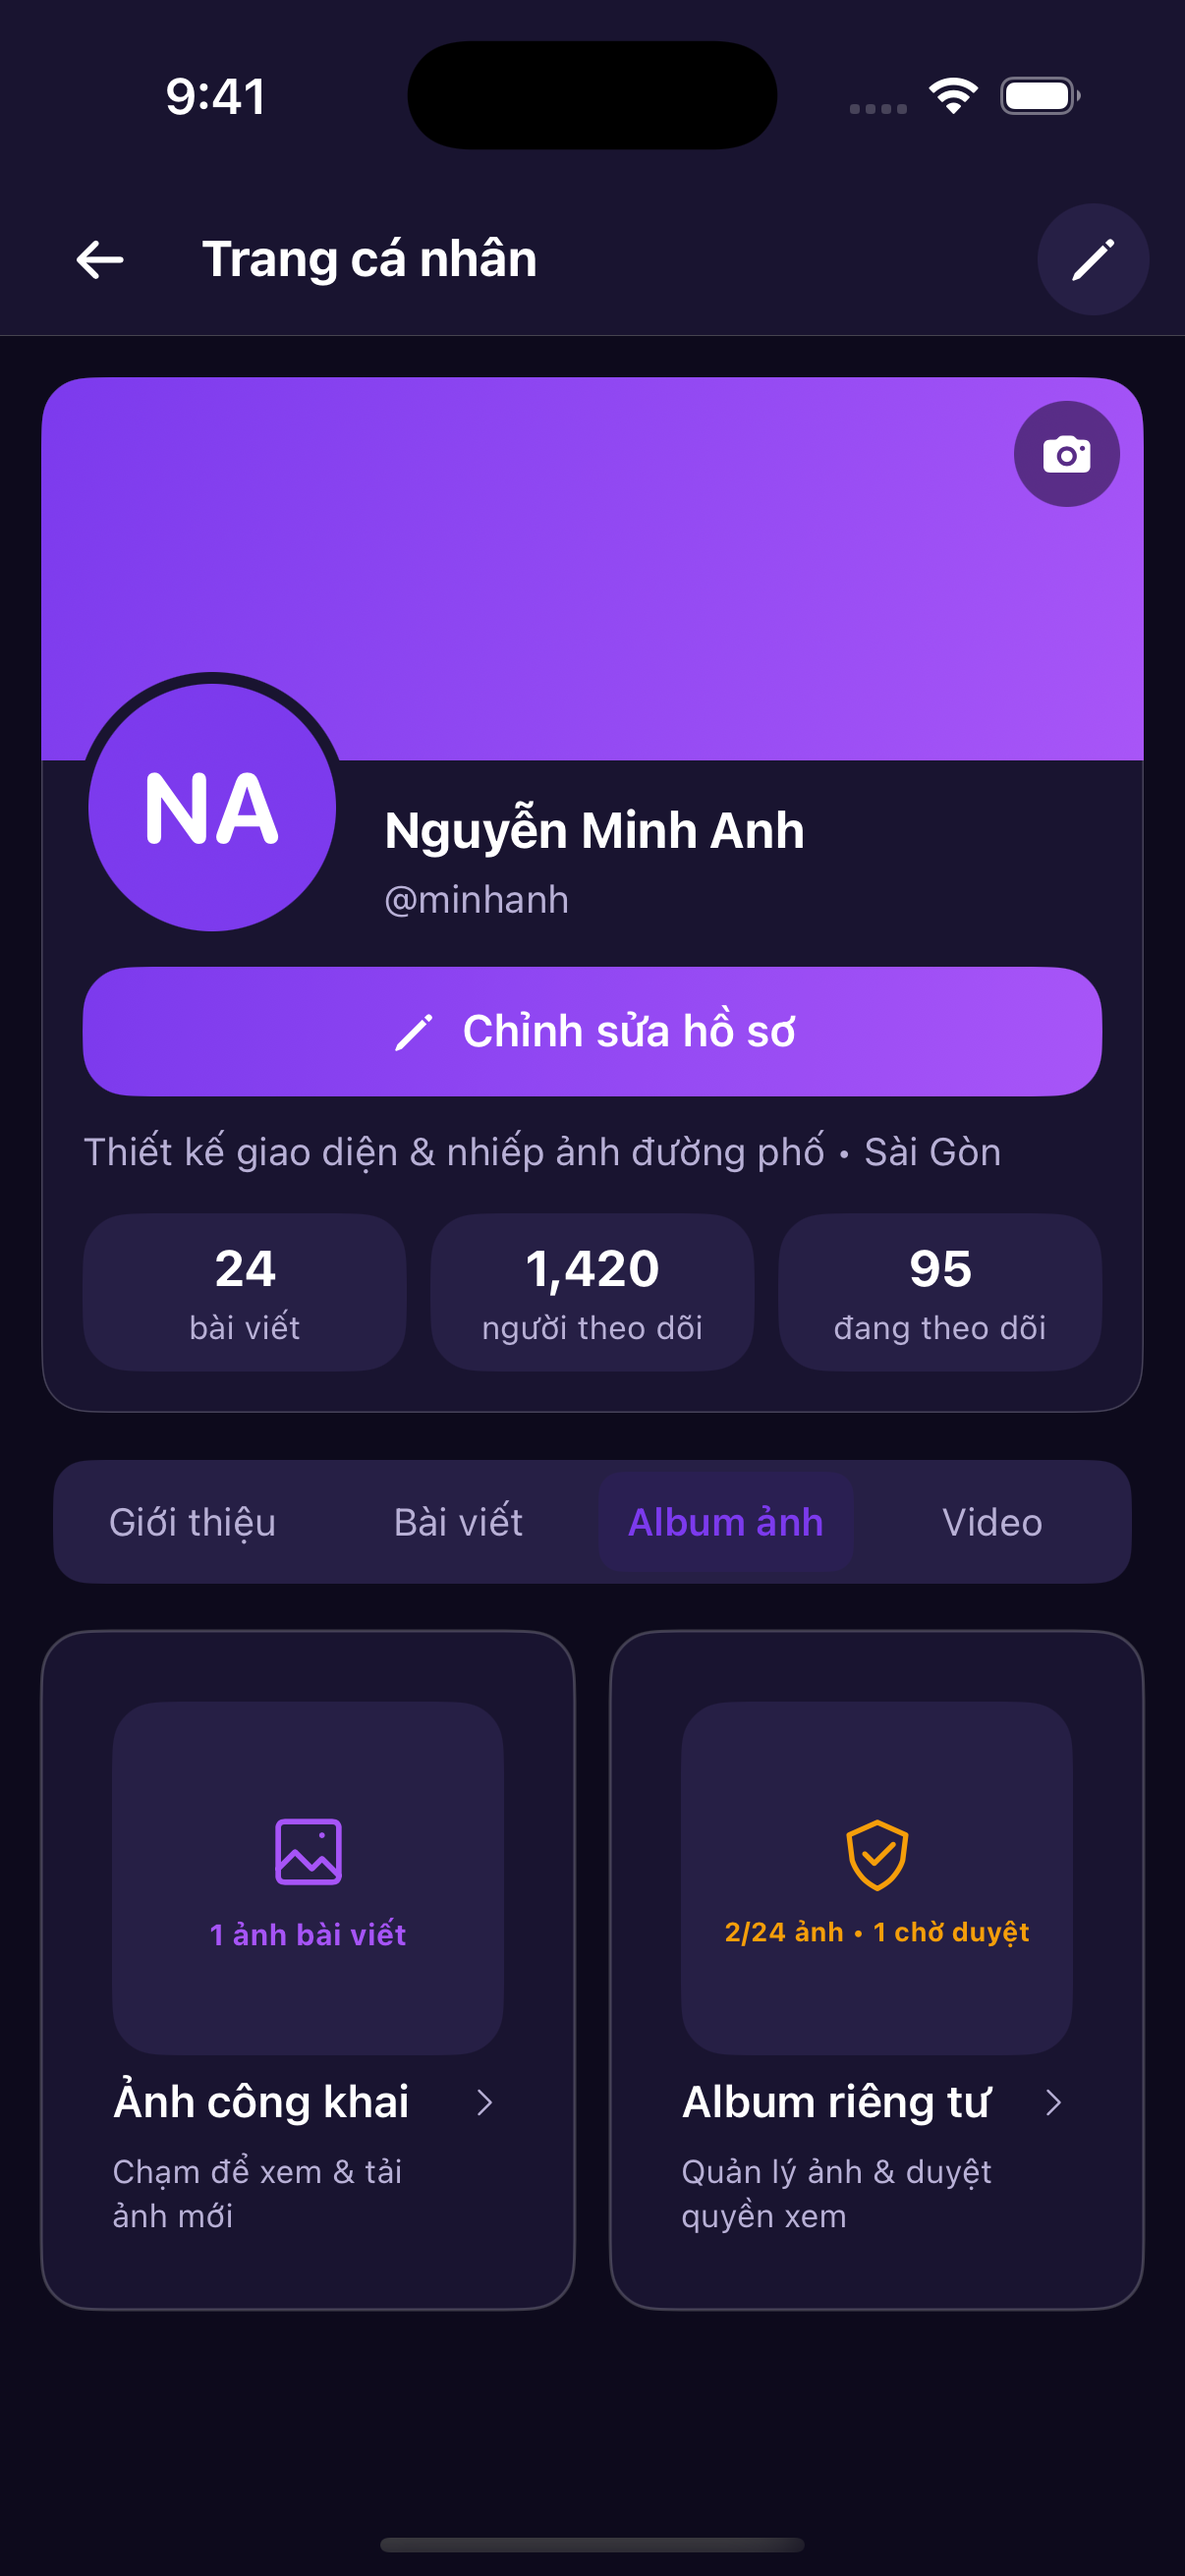 9:41
Trang cá nhân
NA
Nguyễn Minh Anh
@minhanh
Chỉnh sửa hồ sơ
Thiết kế giao diện & nhiếp ảnh đường phố • Sài Gòn
24
bài viết
1,420
người theo dõi
95
đang theo dõi
Giới thiệu
Bài viết
Album ảnh
Video
1 ảnh bài viết
Ảnh công khai
Chạm để xem & tải
ảnh mới
2/24 ảnh • 1 chờ duyệt
Album riêng tư
Quản lý ảnh & duyệt
quyền xem